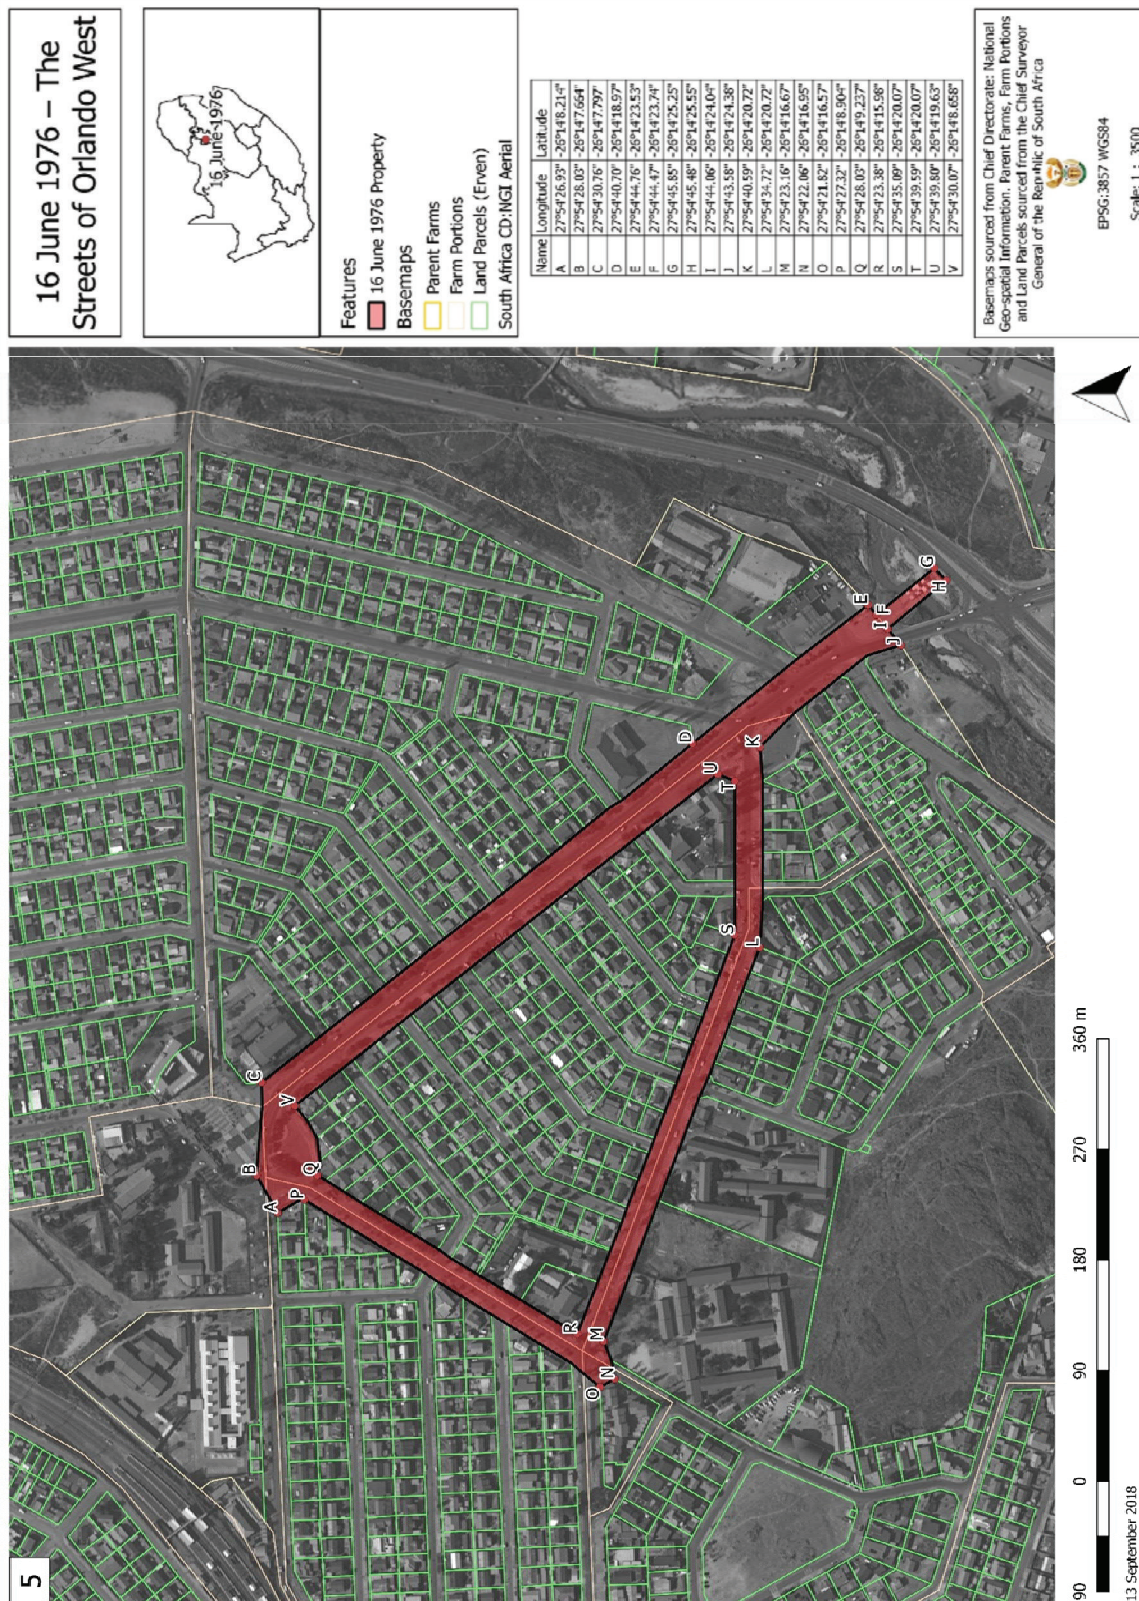 5
16 June 1976 – The
Streets of Orlando West
16 June 1976
Features
16 June 1976 Property
Basemaps
Parent Farms
Farm Portions
Land Parcels (Erven)
South Africa CD:NGI Aerial
Name Longitude Latitude
A 27°54'26.93" -26°14'8.214"
B 27°54'28.03" -26°14'7.664"
C 27°54'30.76" -26°14'7.797"
D 27°54'40.70" -26°14'18.97"
E 27°54'44.76" -26°14'23.53"
F 27°54'44.47" -26°14'23.74"
G 27°54'45.85" -26°14'25.25"
H 27°54'45.48" -26°14'25.55"
I 27°54'44.06" -26°14'24.04"
J 27°54'43.58" -26°14'24.38"
K 27°54'40.59" -26°14'20.72"
L 27°54'34.72" -26°14'20.72"
M 27°54'23.16" -26°14'16.67"
N 27°54'22.06" -26°14'16.95"
O 27°54'21.62" -26°14'16.57"
P 27°54'27.32" -26°14'8.904"
Q 27°54'28.03" -26°14'9.237"
R 27°54'23.38" -26°14'15.98"
S 27°54'35.09" -26°14'20.07"
T 27°54'39.59" -26°14'20.07"
U 27°54'39.80" -26°14'19.63"
V 27°54'30.07" -26°14'8.658"
Basemaps sourced from Chief Directorate: National
Geo-spatial Information. Parent Farms, Farm Portions
and Land Parcels sourced from the Chief Surveyor
General of the Republic of South Africa
EPSG:3857 WGS84
Scale: 1 : 3500
A
B
C
V
P
Q
D
U
T
K
E
F
I
J
G
H
S
L
R
M
N
O
90 0 90 180 270 360 m
13 September 2018